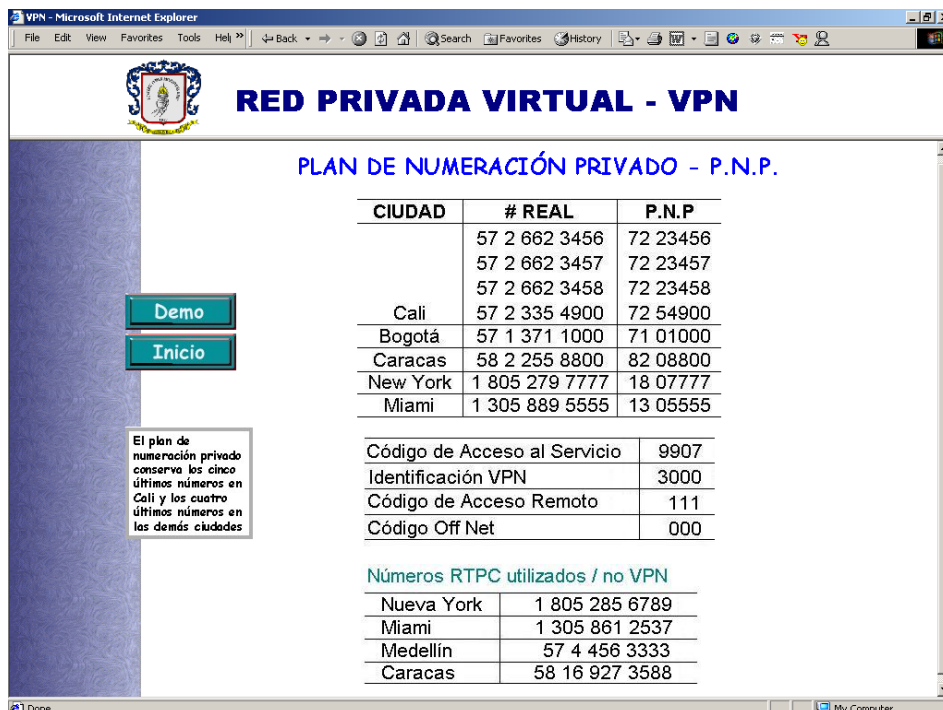 VPN - Microsoft Internet Explorer
File Edit View Favorites Tools Help »
Back Search Favorites History
RED PRIVADA VIRTUAL - VPN
PLAN DE NUMERACIÓN PRIVADO - P.N.P.
CIUDAD # REAL P.N.P
57 2 662 3456 72 23456
57 2 662 3457 72 23457
57 2 662 3458 72 23458
Cali 57 2 335 4900 72 54900
Bogotá 57 1 371 1000 71 01000
Caracas 58 2 255 8800 82 08800
New York 1 805 279 7777 18 07777
Miami 1 305 889 5555 13 05555
Demo
Inicio
El plan de
numeración privado
conserva los cinco
últimos números en
Cali y los cuatro
últimos números en
las demás ciudades
Código de Acceso al Servicio 9907
Identificación VPN 3000
Código de Acceso Remoto 111
Código Off Net 000
Números RTPC utilizados / no VPN
Nueva York 1 805 285 6789
Miami 1 305 861 2537
Medellín 57 4 456 3333
Caracas 58 16 927 3588
Done My Computer